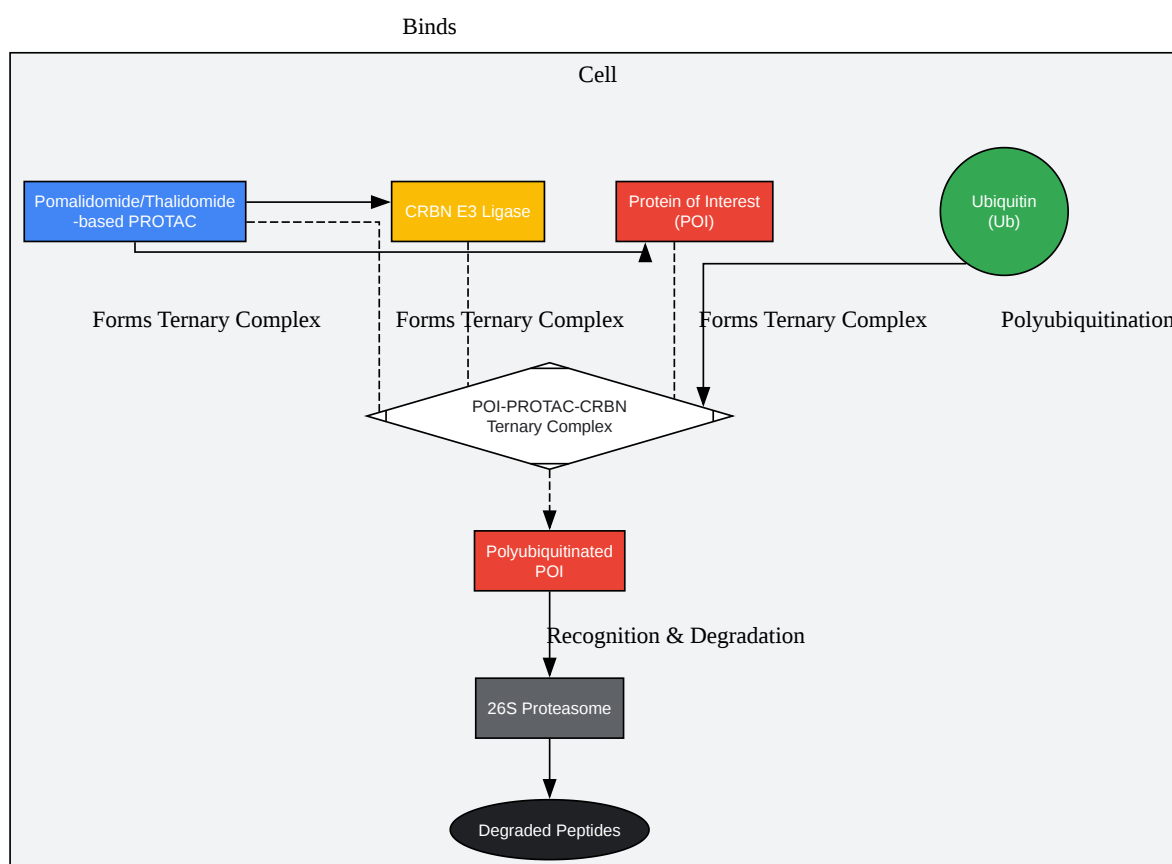 Binds
Cell
Pomalidomide/Thalidomide
-based PROTAC
CRBN E3 Ligase
Protein of Interest
(POI)
Ubiquitin
(Ub)
Forms Ternary Complex
Forms Ternary Complex
Forms Ternary Complex
Polyubiquitination
POI-PROTAC-CRBN
Ternary Complex
Polyubiquitinated
POI
Recognition & Degradation
26S Proteasome
Degraded Peptides